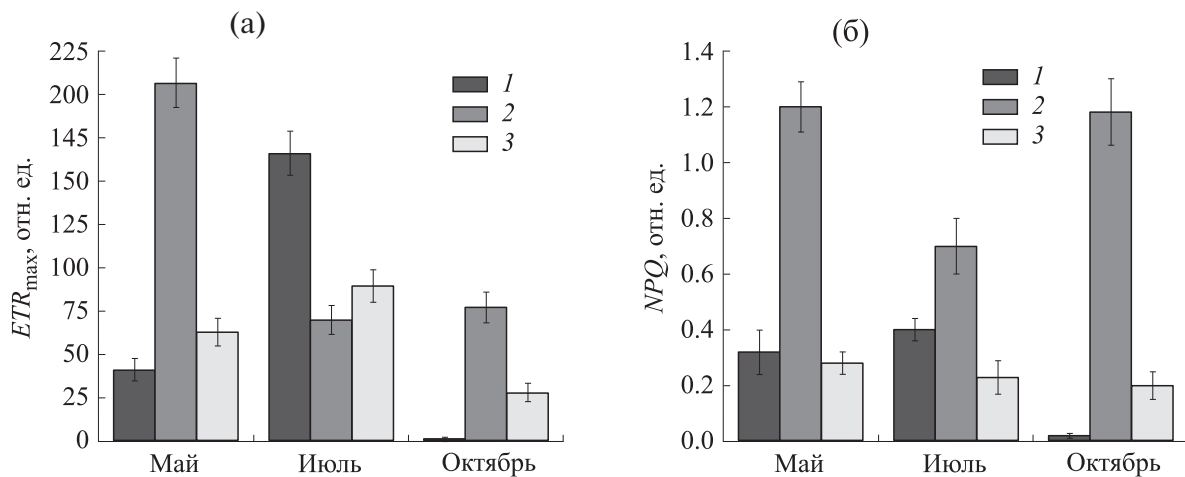 (а)
225
200
145
150
125
100
75
50
25
0
ETRmax, отн. ед.
1
2
3
Май
Июль
Октябрь
(б)
1.4
1.2
1.0
0.8
0.6
0.4
0.2
0.0
NPQ, отн. ед.
1
2
3
Май
Июль
Октябрь